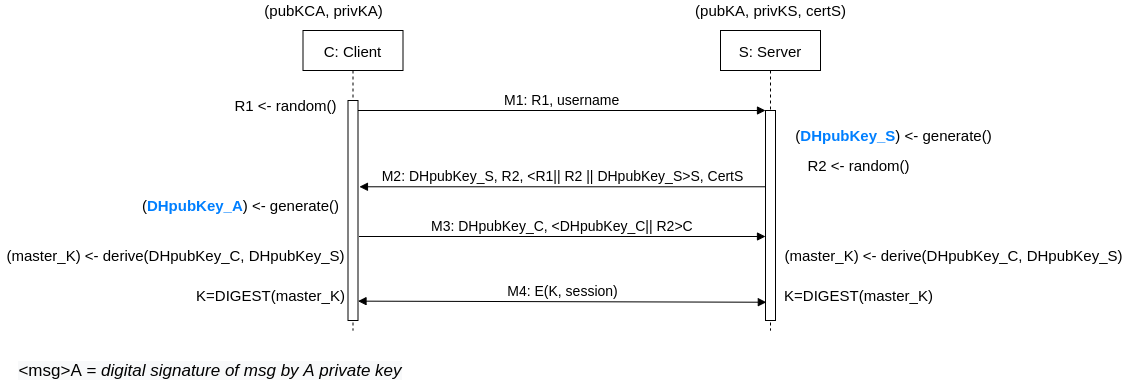 (pubKCA, privKA)
(pubKA, privKS, certS)
C: Client
S: Server
R1 <- random()
M1: R1, username
(DHpubKey_S) <- generate()
R2 <- random()
M2: DHpubKey_S, R2, <R1|| R2 || DHpubKey_S>S, CertS
(DHpubKey_A) <- generate()
M3: DHpubKey_C, <DHpubKey_C|| R2>C
(master_K) <- derive(DHpubKey_C, DHpubKey_S)
(master_K) <- derive(DHpubKey_C, DHpubKey_S)
K=DIGEST(master_K)
M4: E(K, session)
K=DIGEST(master_K)
<msg>A = digital signature of msg by A private key